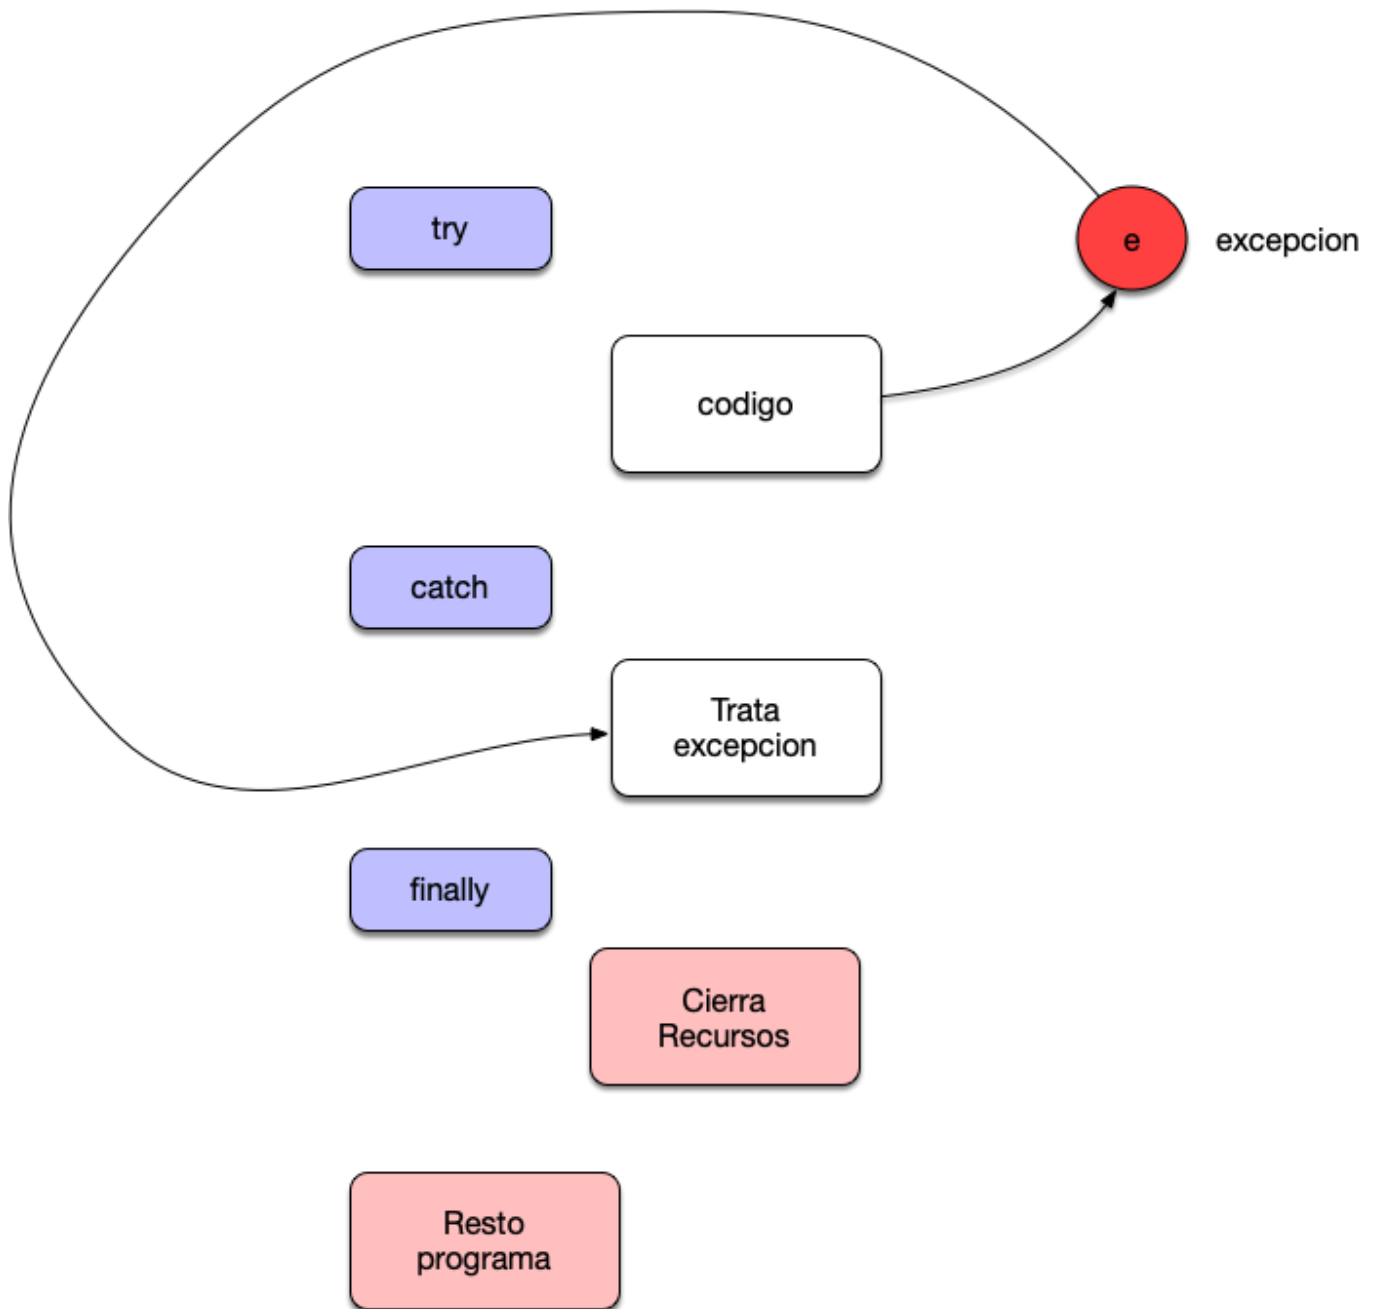 try
e
excepcion
codigo
catch
Trata
excepcion
finally
Cierra
Recursos
Resto
programa